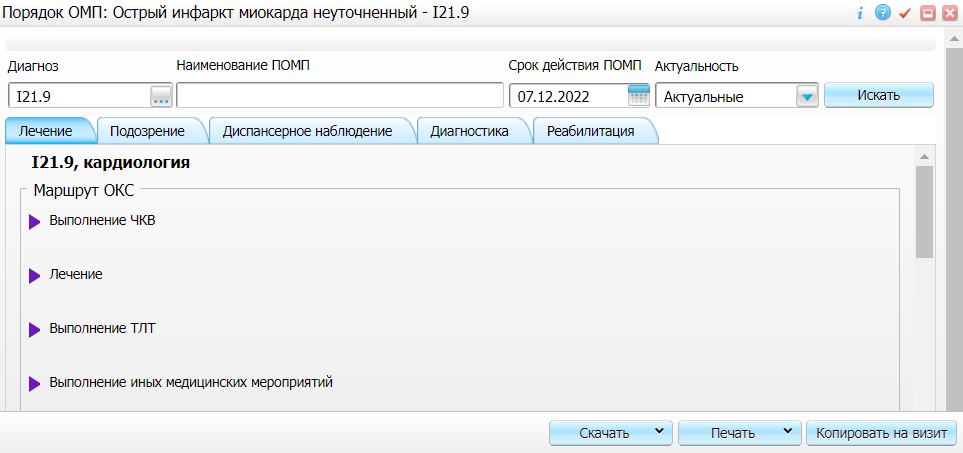 Порядок ОМП: Острый инфаркт миокарда неуточненный - I21.9
Диагноз Наименование ПОМП Срок действия ПОМП Актуальность
I21.9 ... 07.12.2022 Актуальные Искать
Лечение Подозрение Диспансерное наблюдение Диагностика Реабилитация
I21.9, кардиология
Маршрут ОКС
Выполнение ЧКВ
Лечение
Выполнение ТЛТ
Выполнение иных медицинских мероприятий
Скачать Печать Копировать на визит